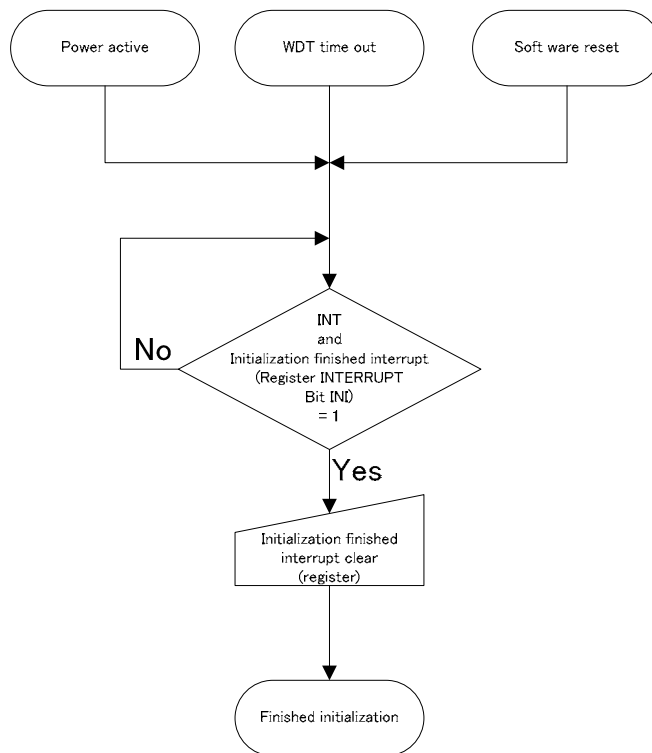 Power active
WDT time out
Soft ware reset
INT
and
Initialization finished interrupt
(Register INTERRUPT
Bit INI)
= 1
No
Yes
Initialization finished
interrupt clear
(register)
Finished initialization